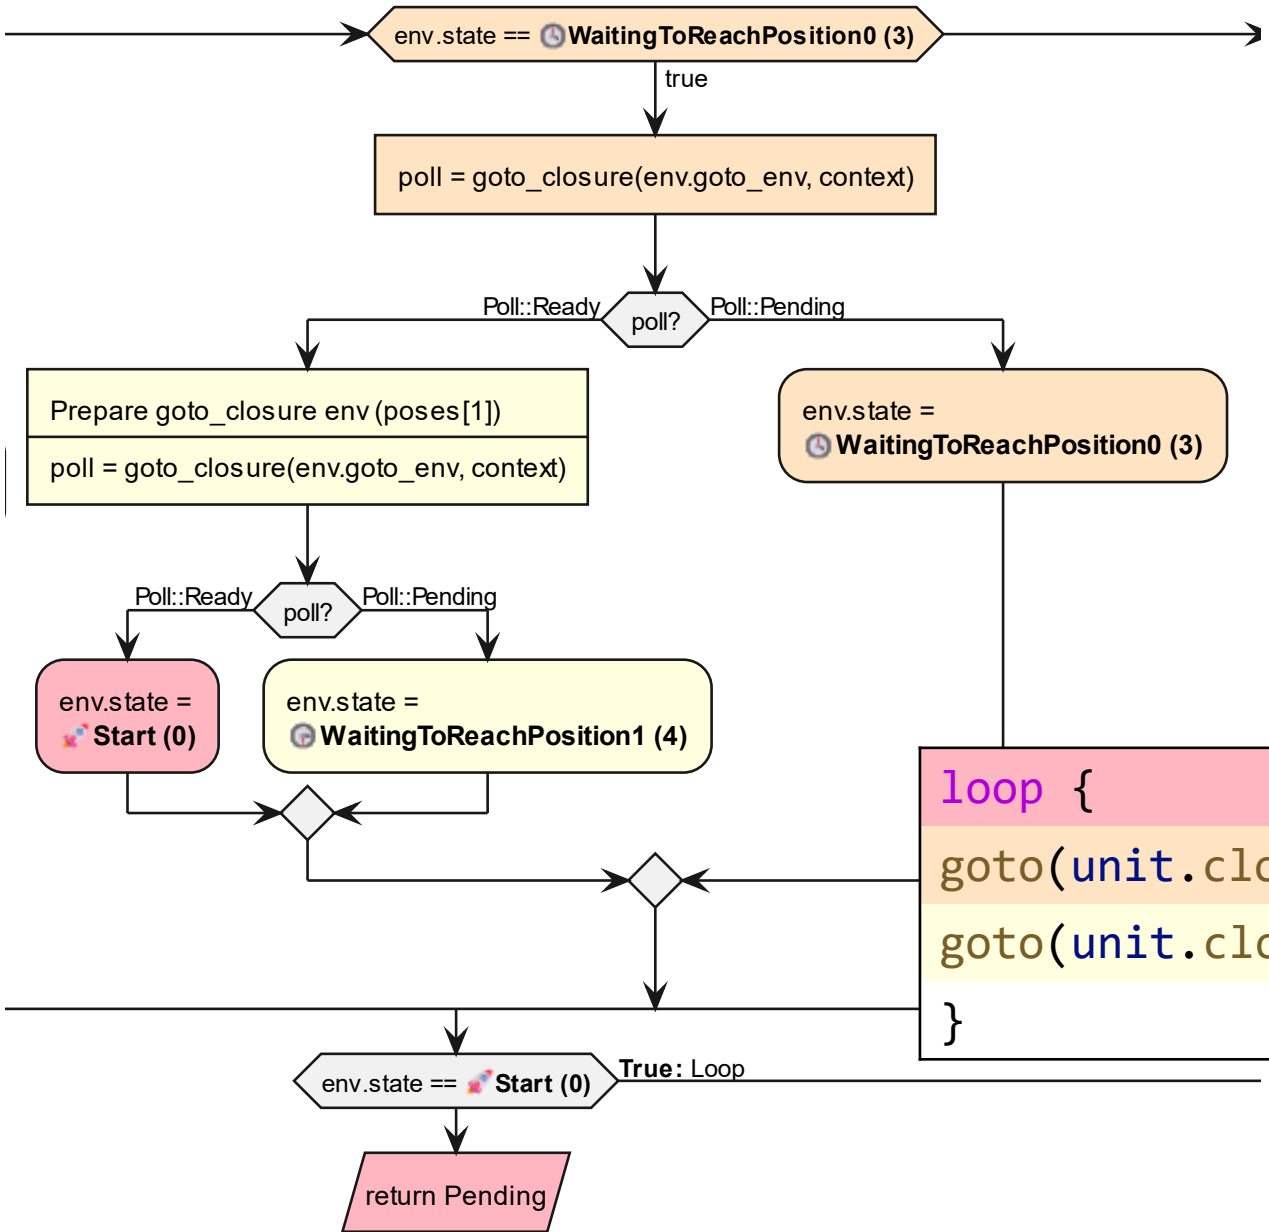 env.state == 🕓WaitingToReachPosition0 (3)
true
poll = goto_closure(env.goto_env, context)
Poll::Ready
poll?
Poll::Pending
Prepare goto_closure env (poses[1])
poll = goto_closure(env.goto_env, context)
env.state =
🕓WaitingToReachPosition0 (3)
Poll::Ready
poll?
Poll::Pending
env.state =
🚀Start (0)
env.state =
🕞WaitingToReachPosition1 (4)
loop {
goto(unit.clo
goto(unit.clo
}
env.state == 🚀Start (0)
True: Loop
return Pending